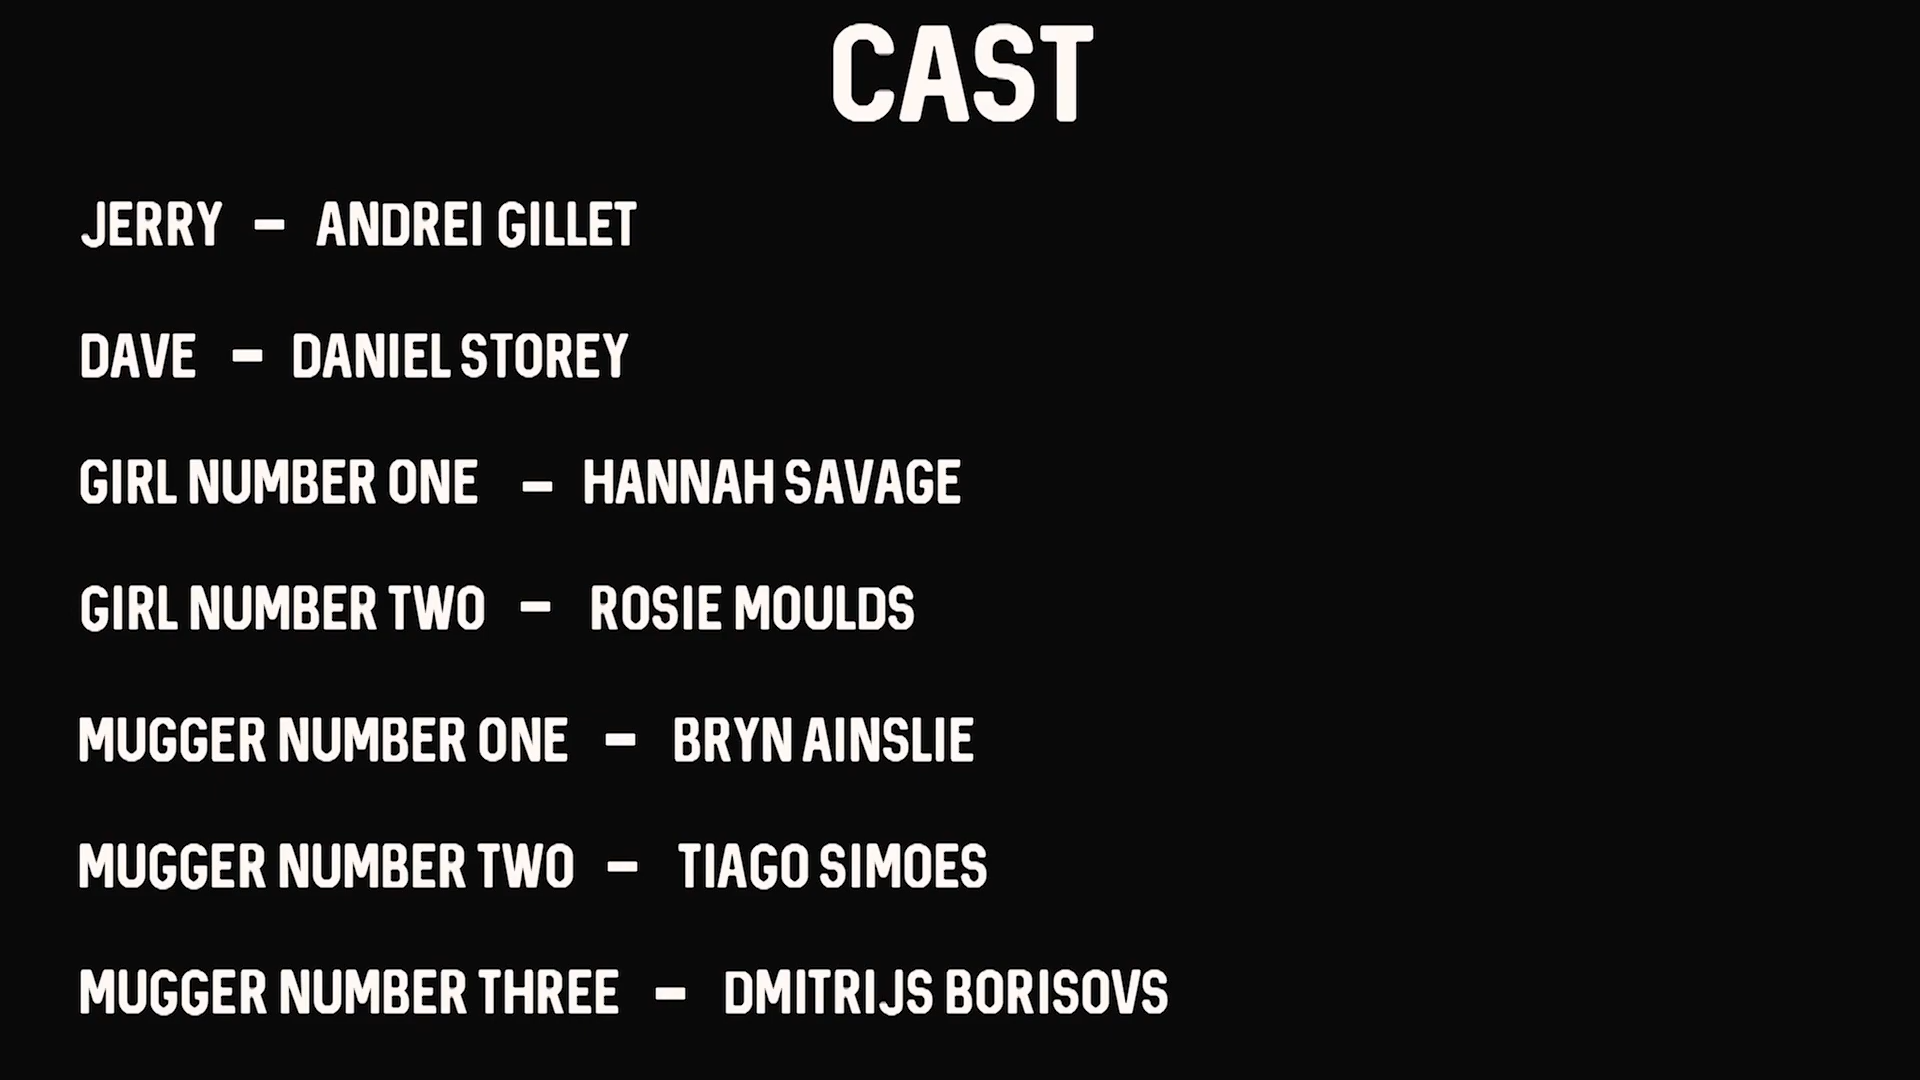 CAST
JERRY - ANDREI GILLET
DAVE - DANIEL STOREY
GIRL NUMBER ONE - HANNAH SAVAGE
GIRL NUMBER TWO - ROSIE MOULDS
MUGGER NUMBER ONE - BRYN AINSLIE
MUGGER NUMBER TWO - TIAGO SIMOES
MUGGER NUMBER THREE - DMITRIJS BORISOVS